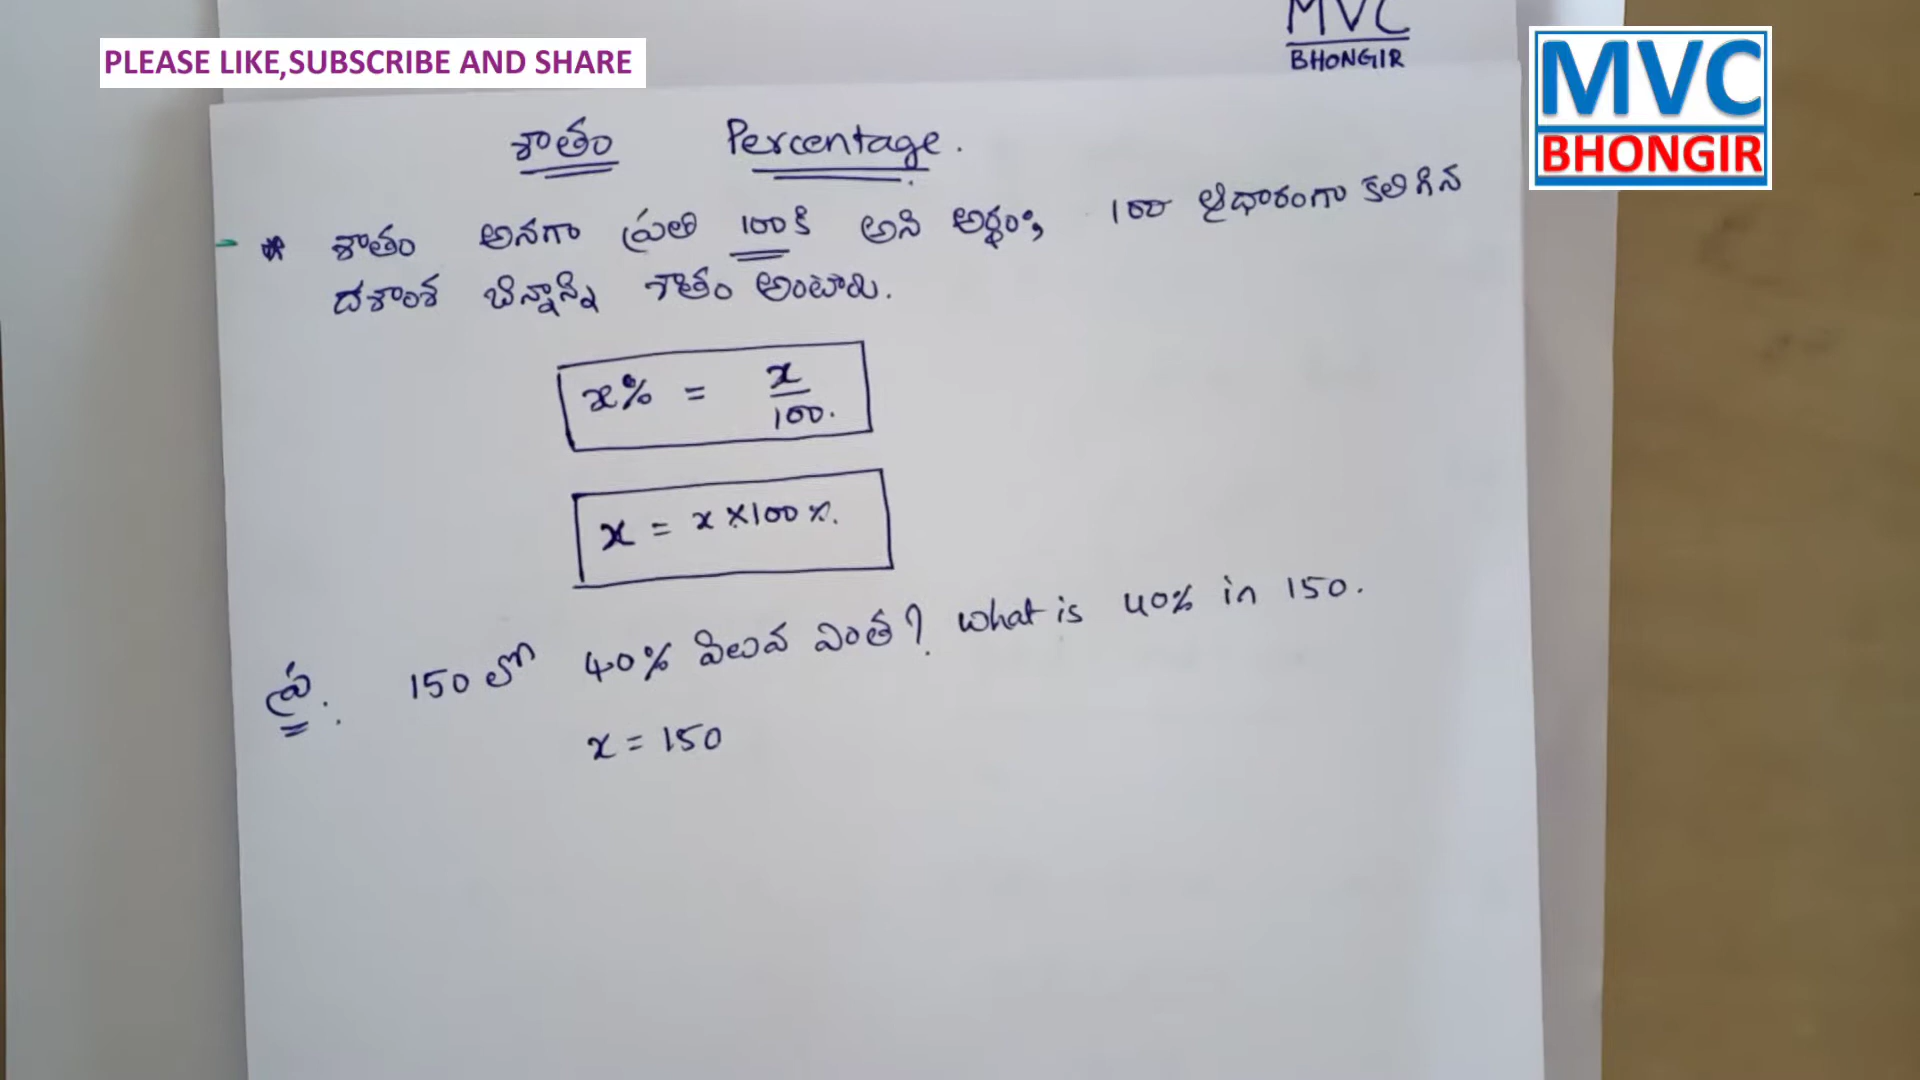 MVC
BHONGIR
PLEASE LIKE,SUBSCRIBE AND SHARE
MVC
BHONGIR
శాతం Percentage.
* శాతం అనగా ప్రతి 100కి అని అర్థం; 100 ఆధారంగా కలిగిన
దశాంశ భిన్నాన్ని శాతం అంటారు.
x% = x/100.
x = x×100%.
ప్ర. 150లో 40% విలువ ఎంత? What is 40% in 150.
x = 150